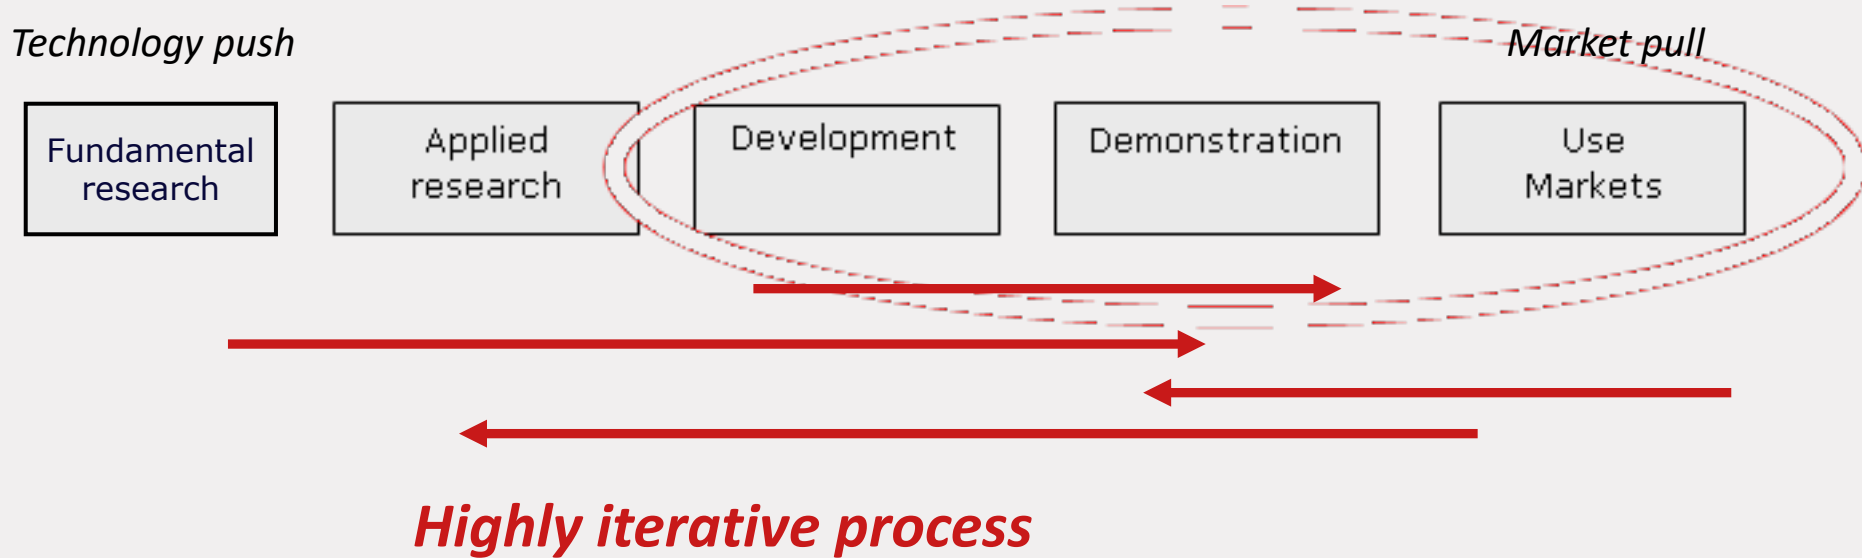 Technology push
Market pull
Fundamental
research
Applied
research
Development
Demonstration
Use
Markets
Highly iterative process